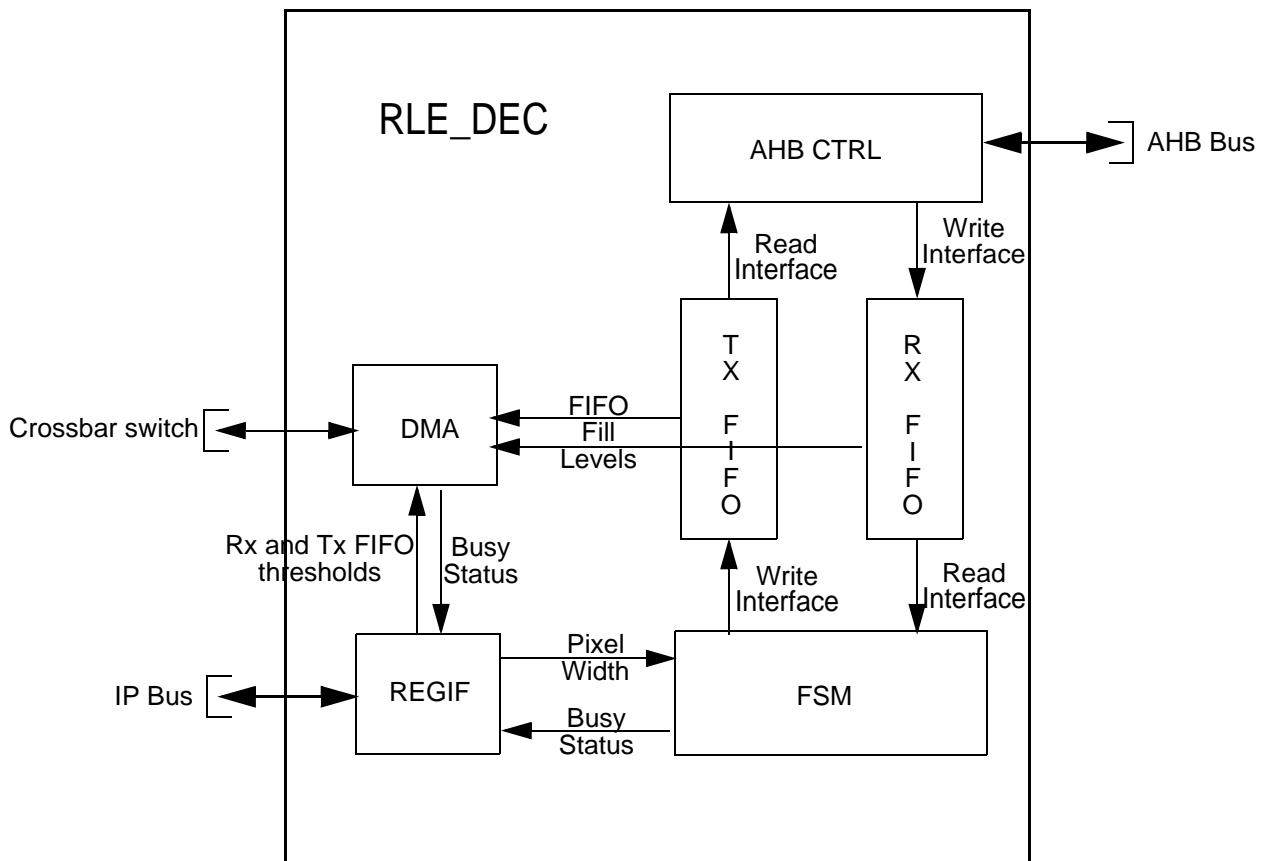 RLE_DEC
AHB CTRL
AHB Bus
Read
Interface
Write
Interface
T
X
F
I
F
O
R
X
F
I
F
O
Crossbar switch
DMA
FIFO
Fill
Levels
Rx and Tx FIFO
thresholds
Busy
Status
Write
Interface
Read
Interface
IP Bus
REGIF
Pixel
Width
Busy
Status
FSM